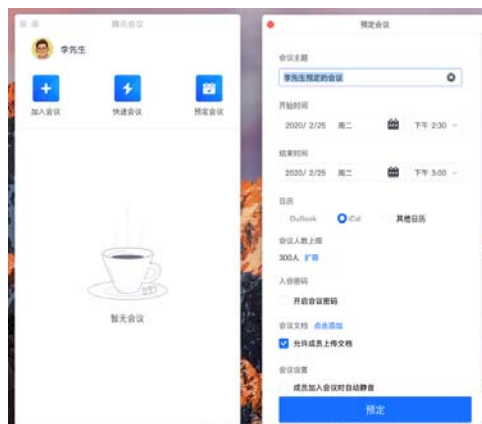 腾讯会议
李先生
加入会议
快速会议
预定会议
暂无会议
预定会议
会议主题
李先生预定的会议
开始时间
2020/ 2/25 周二 下午 2:30
结束时间
2020/ 2/25 周二 下午 3:00
日历
Outlook iCal 其他日历
会议人数上限
300人 扩容
入会密码
开启会议密码
会议文档 点击添加
允许成员上传文档
会议设置
成员加入会议时自动静音
预定